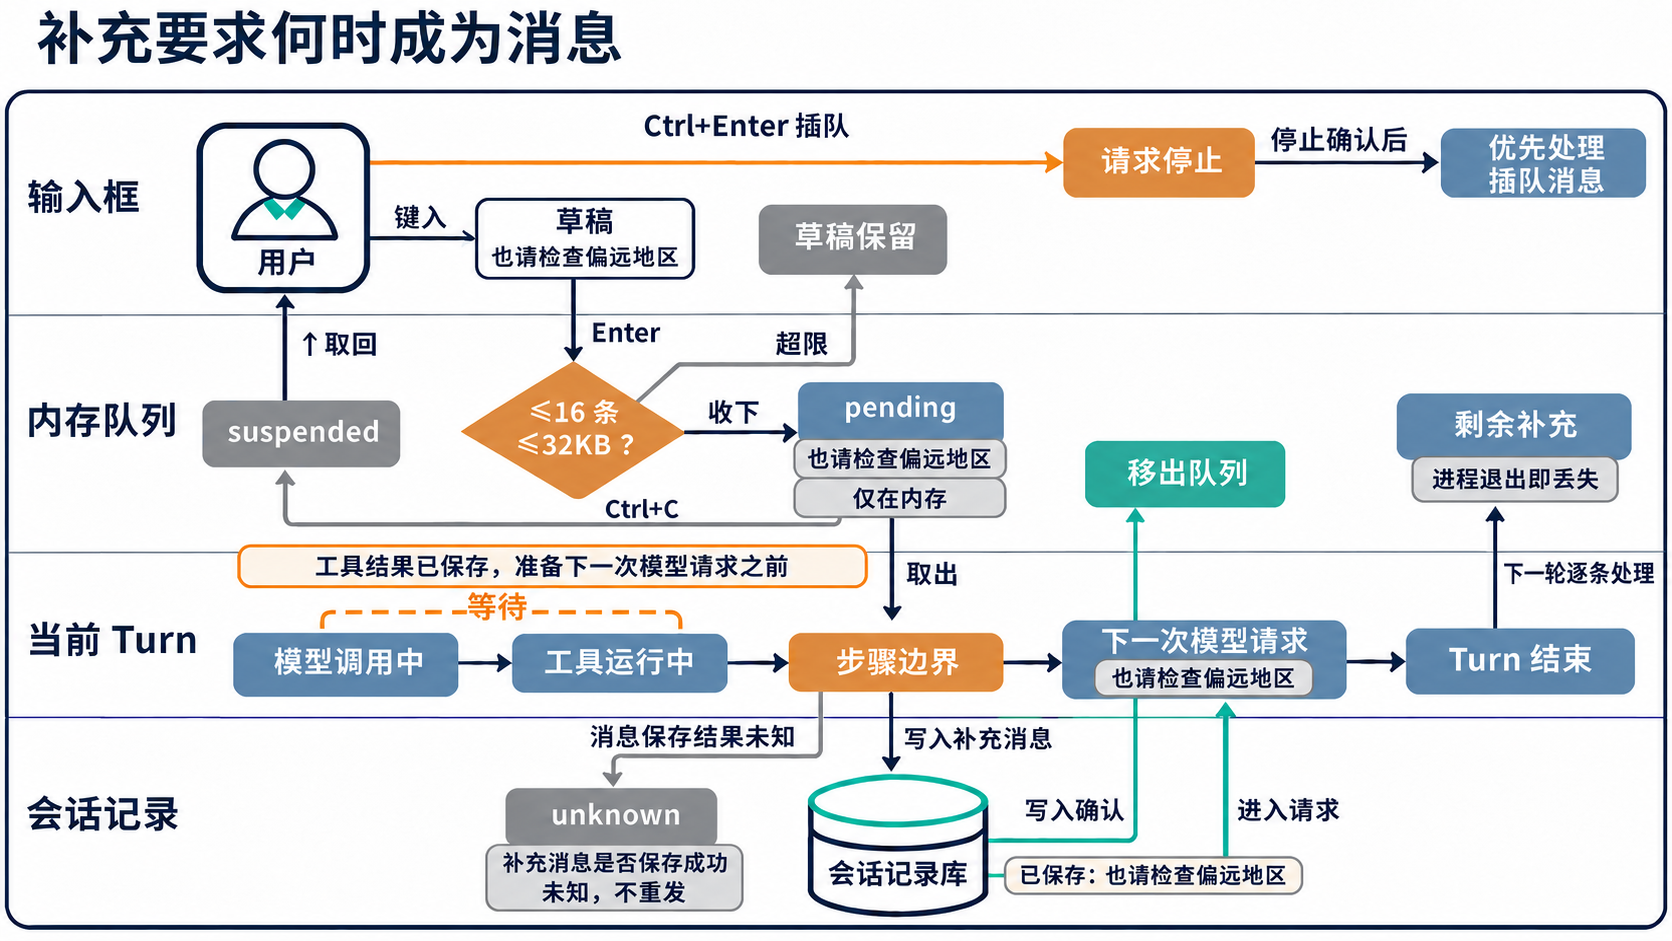 补充要求何时成为消息
输入框
用户
Ctrl+Enter 插队
请求停止
停止确认后
优先处理
插队消息
键入
草稿
也请检查偏远地区
草稿保留
↑取回
Enter
超限
内存队列
suspended
≤16 条
≤32KB ?
收下
pending
也请检查偏远地区
仅在内存
Ctrl+C
移出队列
剩余补充
进程退出即丢失
工具结果已保存，准备下一次模型请求之前
取出
下一轮逐条处理
等待
当前 Turn
模型调用中
工具运行中
步骤边界
下一次模型请求
也请检查偏远地区
Turn 结束
消息保存结果未知
写入补充消息
会话记录
unknown
补充消息是否保存成功
未知，不重发
会话记录库
写入确认
进入请求
已保存：也请检查偏远地区